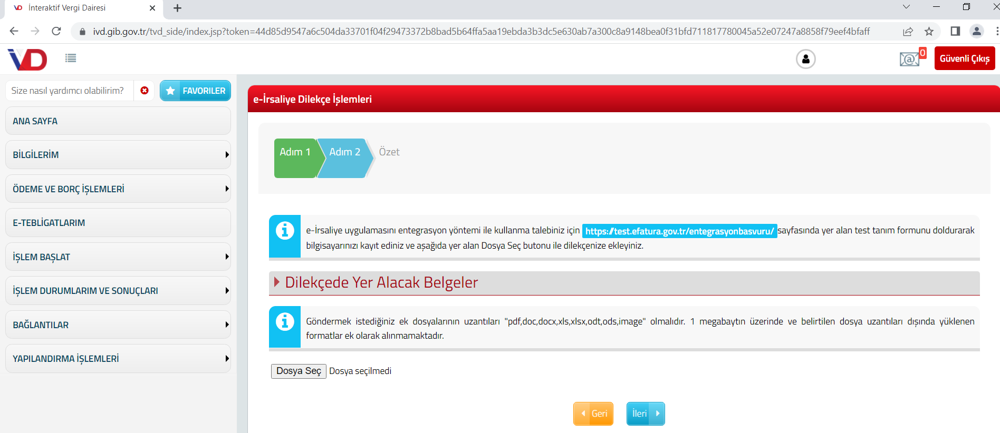 İnteraktif Vergi Dairesi
ivd.gib.gov.tr/tvd_side/index.jsp?token=44d85d9547a6c504da33701f04f29473372b8bad5b64ffa5aa19ebda3b3dc5e630ab7a300c8a9148bea0f31bfd711817780045a52e07247a8858f79eef4bfaff
İVD
0
Güvenli Çıkış
Size nasıl yardımcı olabilirim?
FAVORILER
ANA SAYFA
BİLGİLERİM
ÖDEME VE BORÇ İŞLEMLERİ
E-TEBLİGATLARIM
İŞLEM BAŞLAT
İŞLEM DURUMLARIM VE SONUÇLARI
BAĞLANTILAR
YAPILANDIRMA İŞLEMLERİ
e-İrsaliye Dilekçe İşlemleri
Adım 1
Adım 2
Özet
e-İrsaliye uygulamasını entegrasyon yöntemi ile kullanma talebiniz için https://test.efatura.gov.tr/entegrasyonbasvuru/ sayfasında yer alan test tanım formunu doldurarak
bilgisayarınızı kayıt ediniz ve aşağıda yer alan Dosya Seç butonu ile dilekçenize ekleyiniz.
Dilekçede Yer Alacak Belgeler
Göndermek istediğiniz ek dosyalarının uzantıları "pdf,doc,docx,xls,xlsx,odt,ods,image" olmalıdır. 1 megabaytın üzerinde ve belirtilen dosya uzantıları dışında yüklenen
formatlar ek olarak alınmamaktadır.
Dosya Seç Dosya seçilmedi
Geri
İleri